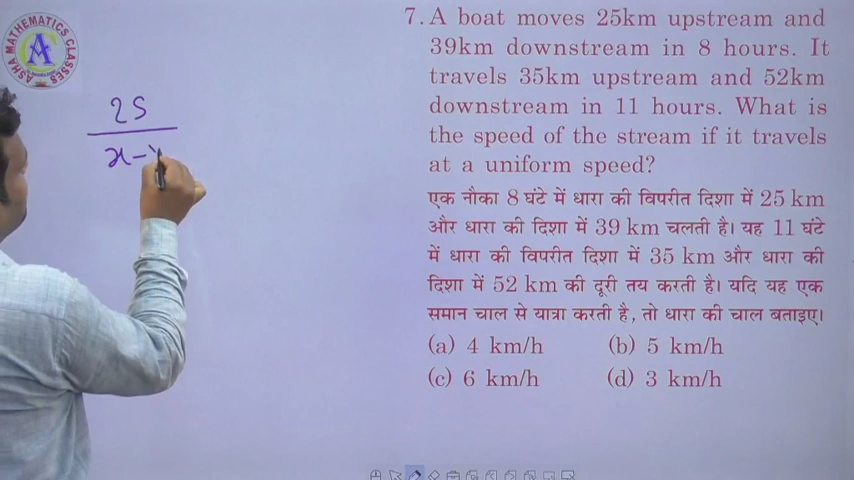 ASHA MATHEMATICS CLASSES
A
25
x-y
7. A boat moves 25km upstream and
39km downstream in 8 hours. It
travels 35km upstream and 52km
downstream in 11 hours. What is
the speed of the stream if it travels
at a uniform speed?
एक नौका 8 घंटे में धारा की विपरीत दिशा में 25 km
और धारा की दिशा में 39 km चलती है। यह 11 घंटे
में धारा की विपरीत दिशा में 35 km और धारा की
दिशा में 52 km की दूरी तय करती है। यदि यह एक
समान चाल से यात्रा करती है, तो धारा की चाल बताइए।
(a) 4 km/h (b) 5 km/h
(c) 6 km/h (d) 3 km/h